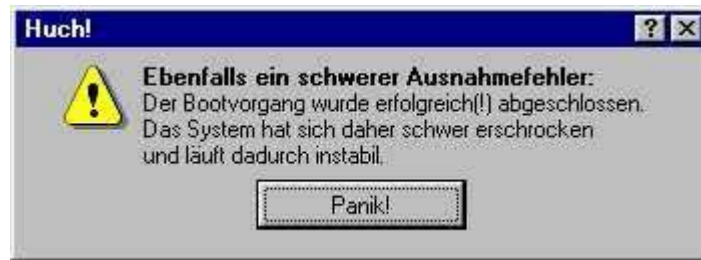 Huch!
Ebenfalls ein schwerer Ausnahmefehler:
Der Bootvorgang wurde erfolgreich(!) abgeschlossen.
Das System hat sich daher schwer erschrocken
und läuft dadurch instabil.
Panik!